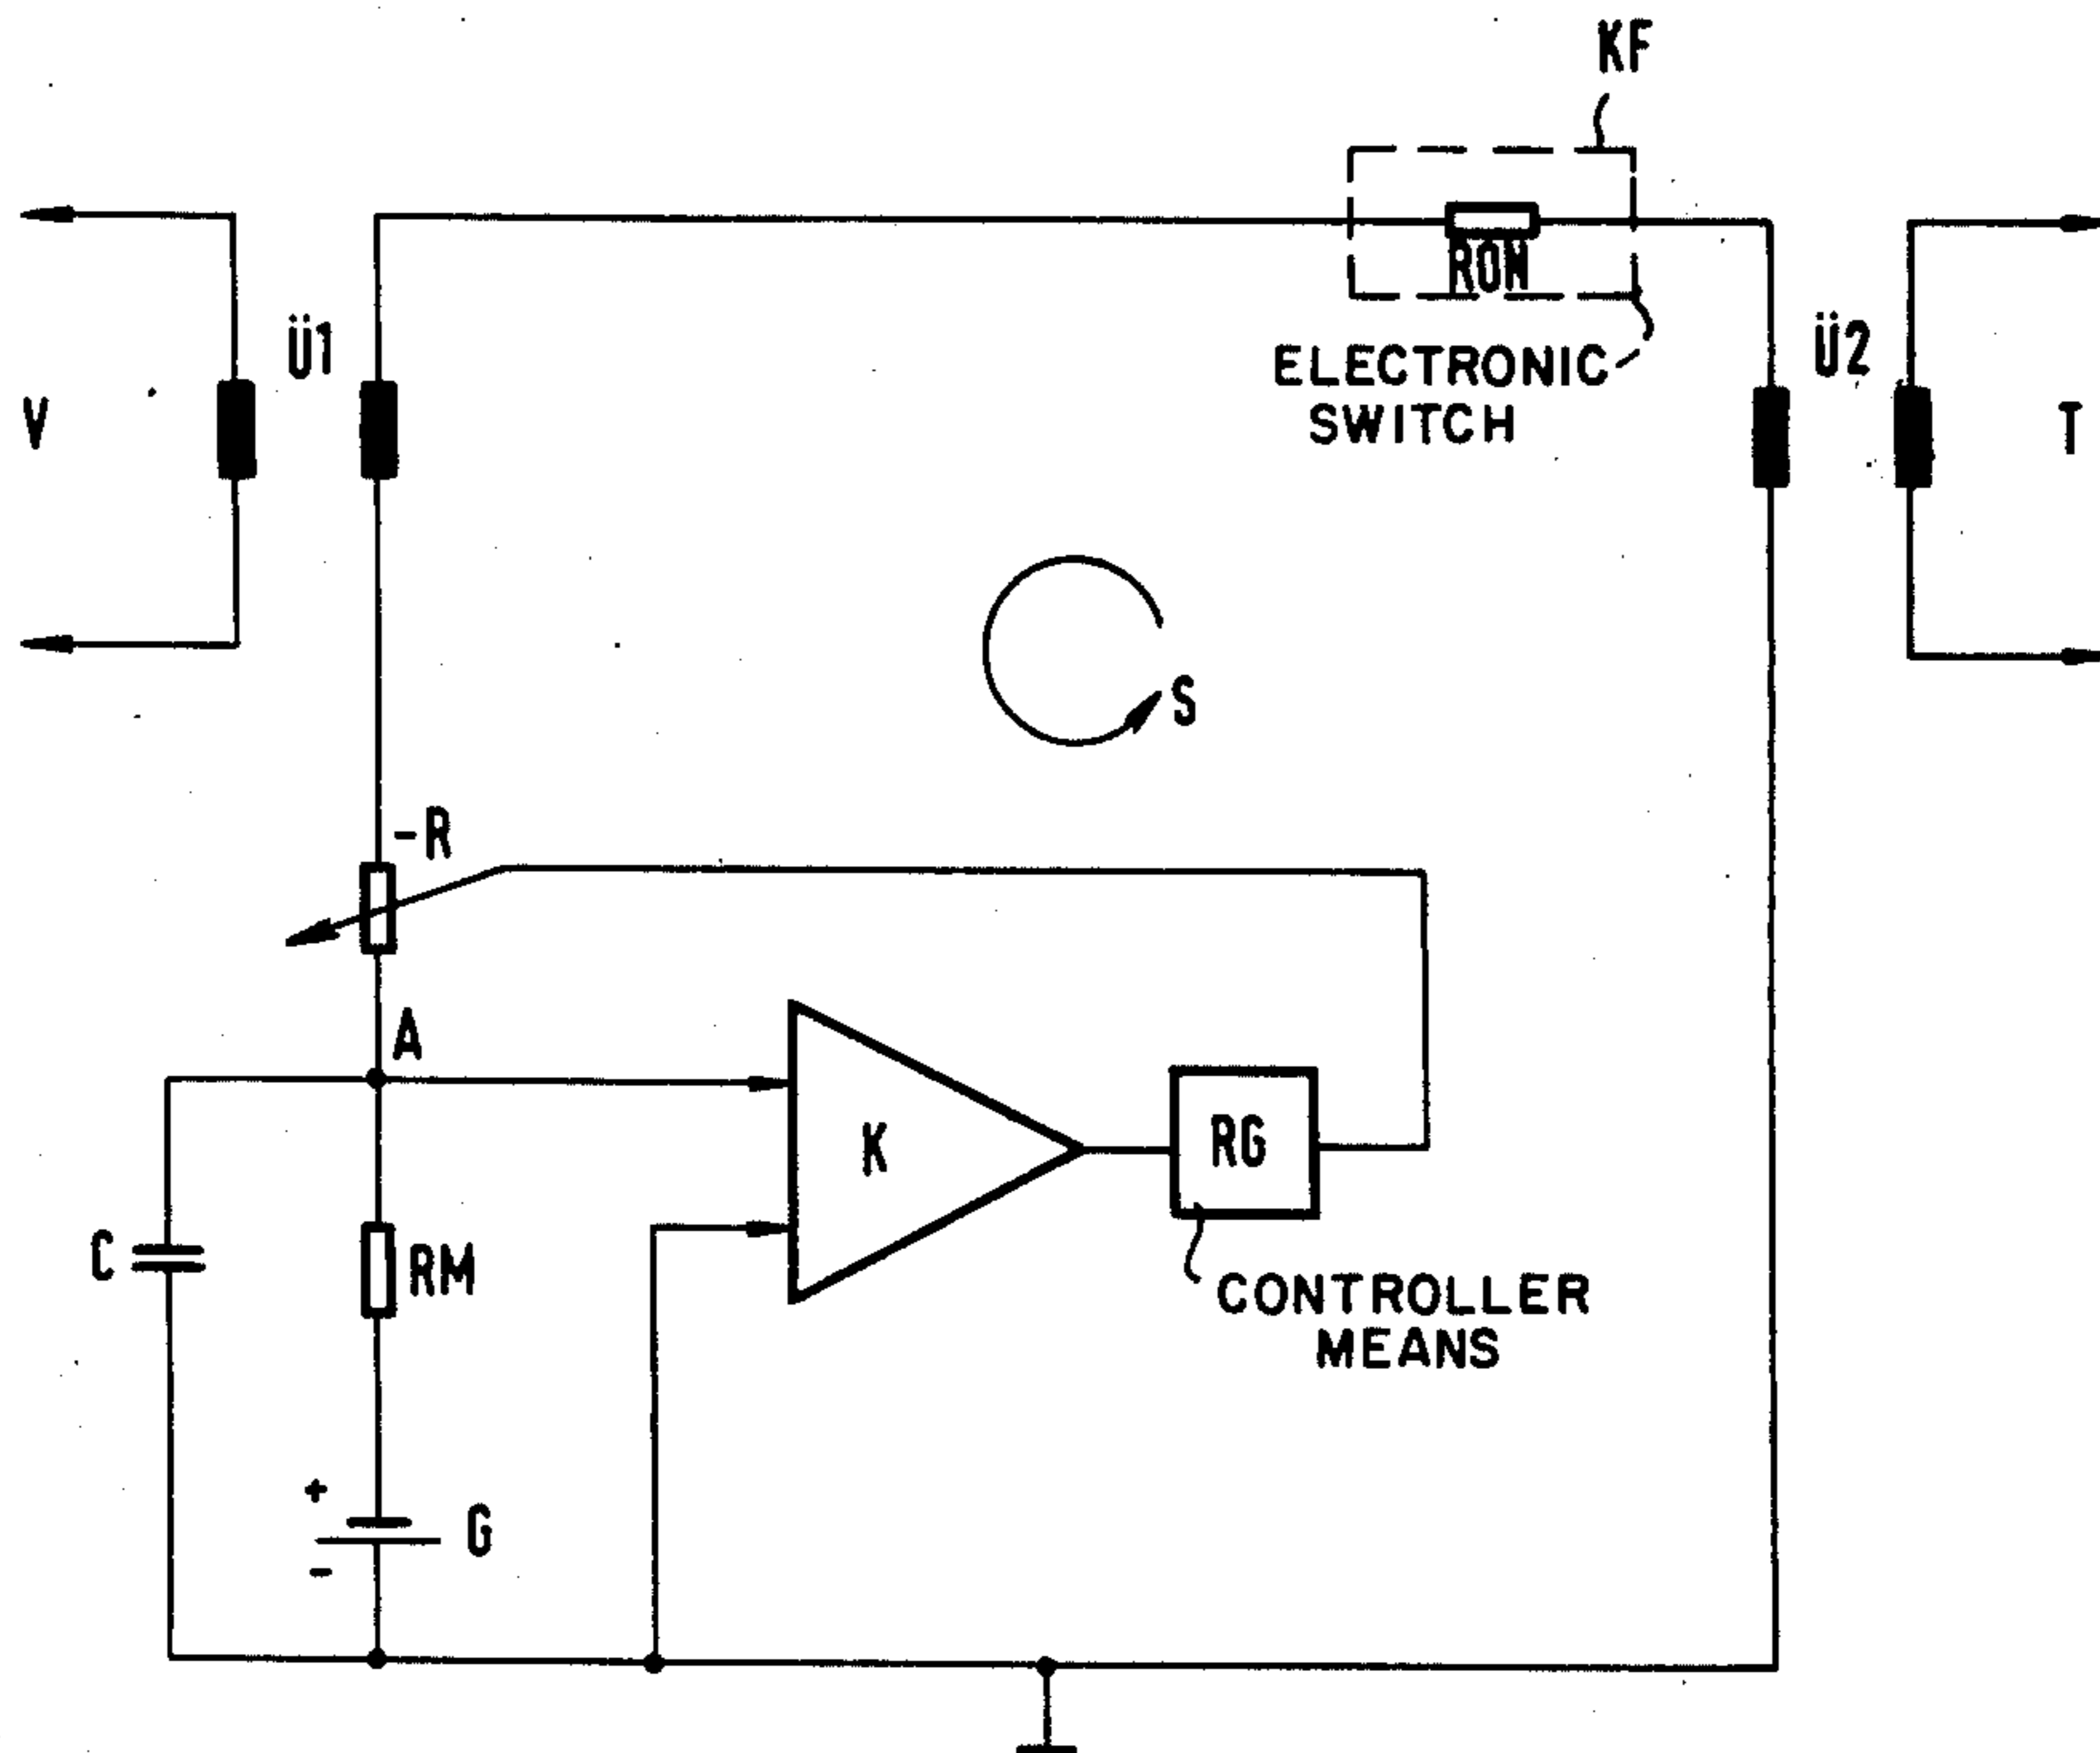 KF
RON
ELECTRONIC
SWITCH
Ü1
Ü2
V
T
S
-R
A
K
RG
C
RM
CONTROLLER
MEANS
+
G
-